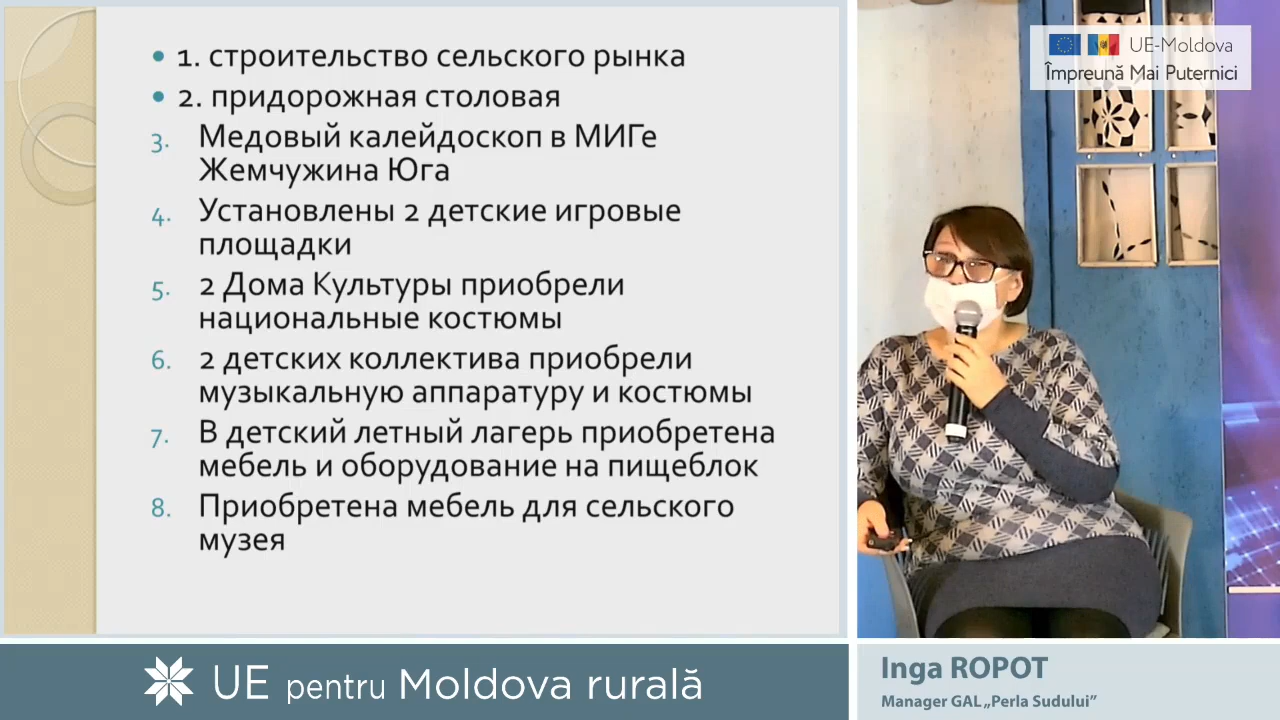 • 1. строительство сельского рынка
• 2. придорожная столовая
3. Медовый калейдоскоп в МИГе
Жемчужина Юга
4. Установлены 2 детские игровые
площадки
5. 2 Дома Культуры приобрели
национальные костюмы
6. 2 детских коллектива приобрели
музыкальную аппаратуру и костюмы
7. В детский летный лагерь приобретена
мебель и оборудование на пищеблок
8. Приобретена мебель для сельского
музея
UE-Moldova
Împreună Mai Puternici
UE pentru Moldova rurală
Inga ROPOT
Manager GAL „Perla Sudului”